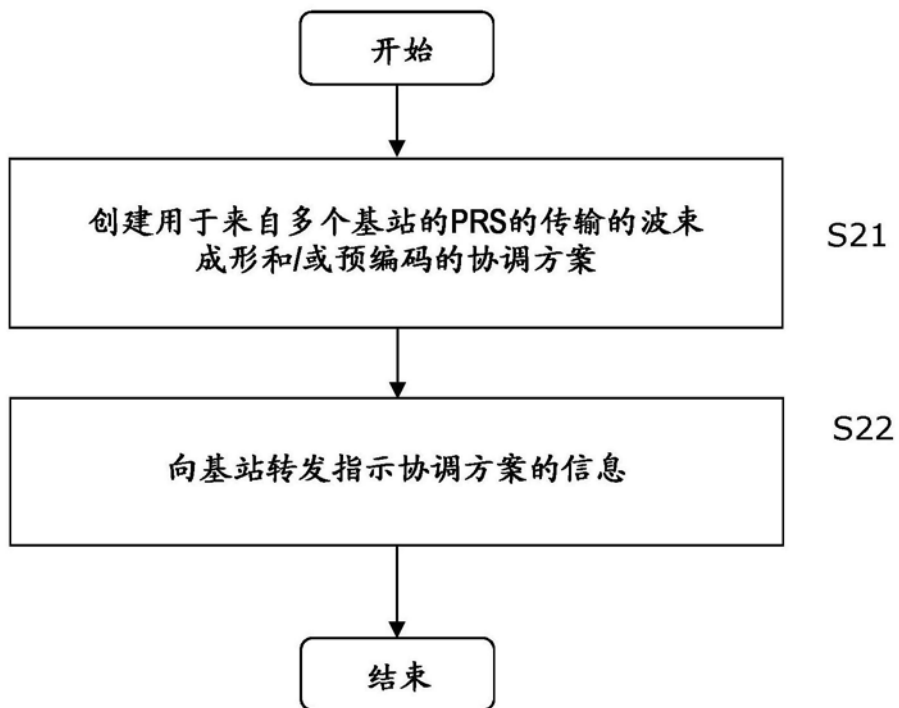 开始
创建用于来自多个基站的PRS的传输的波束
成形和/或预编码的协调方案
S21
向基站转发指示协调方案的信息
S22
结束